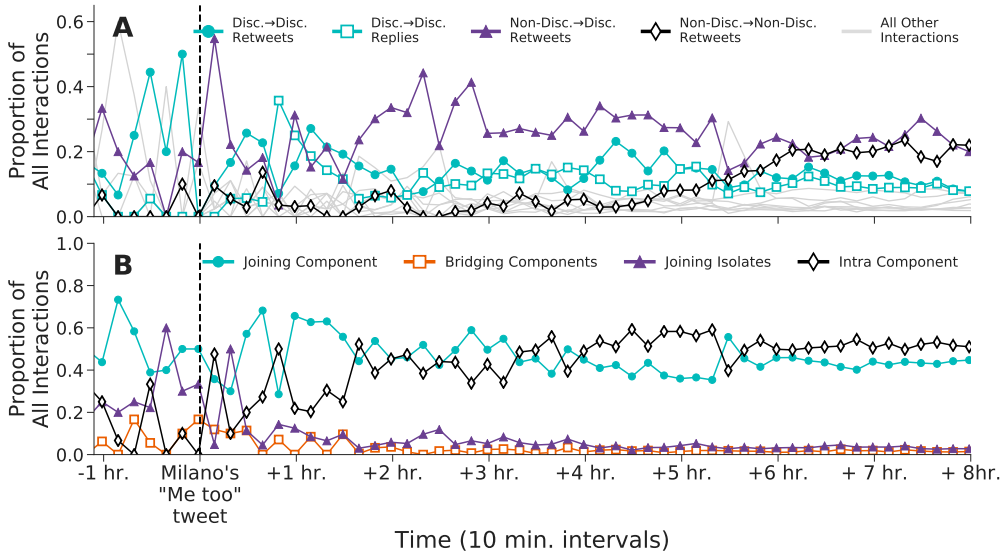 A
Disc.→Disc.
Retweets
Disc.→Disc.
Replies
Non-Disc.→Disc.
Retweets
Non-Disc.→Non-Disc.
Retweets
All Other
Interactions
Proportion of
All Interactions
0.6
0.4
0.2
0.0
B
Joining Component
Bridging Components
Joining Isolates
Intra Component
Proportion of
All Interactions
1.0
0.8
0.6
0.4
0.2
0.0
-1 hr.
Milano's
"Me too"
tweet
+1 hr.
+2 hr.
+3 hr.
+4 hr.
+5 hr.
+6 hr.
+ 7 hr.
+ 8hr.
Time (10 min. intervals)